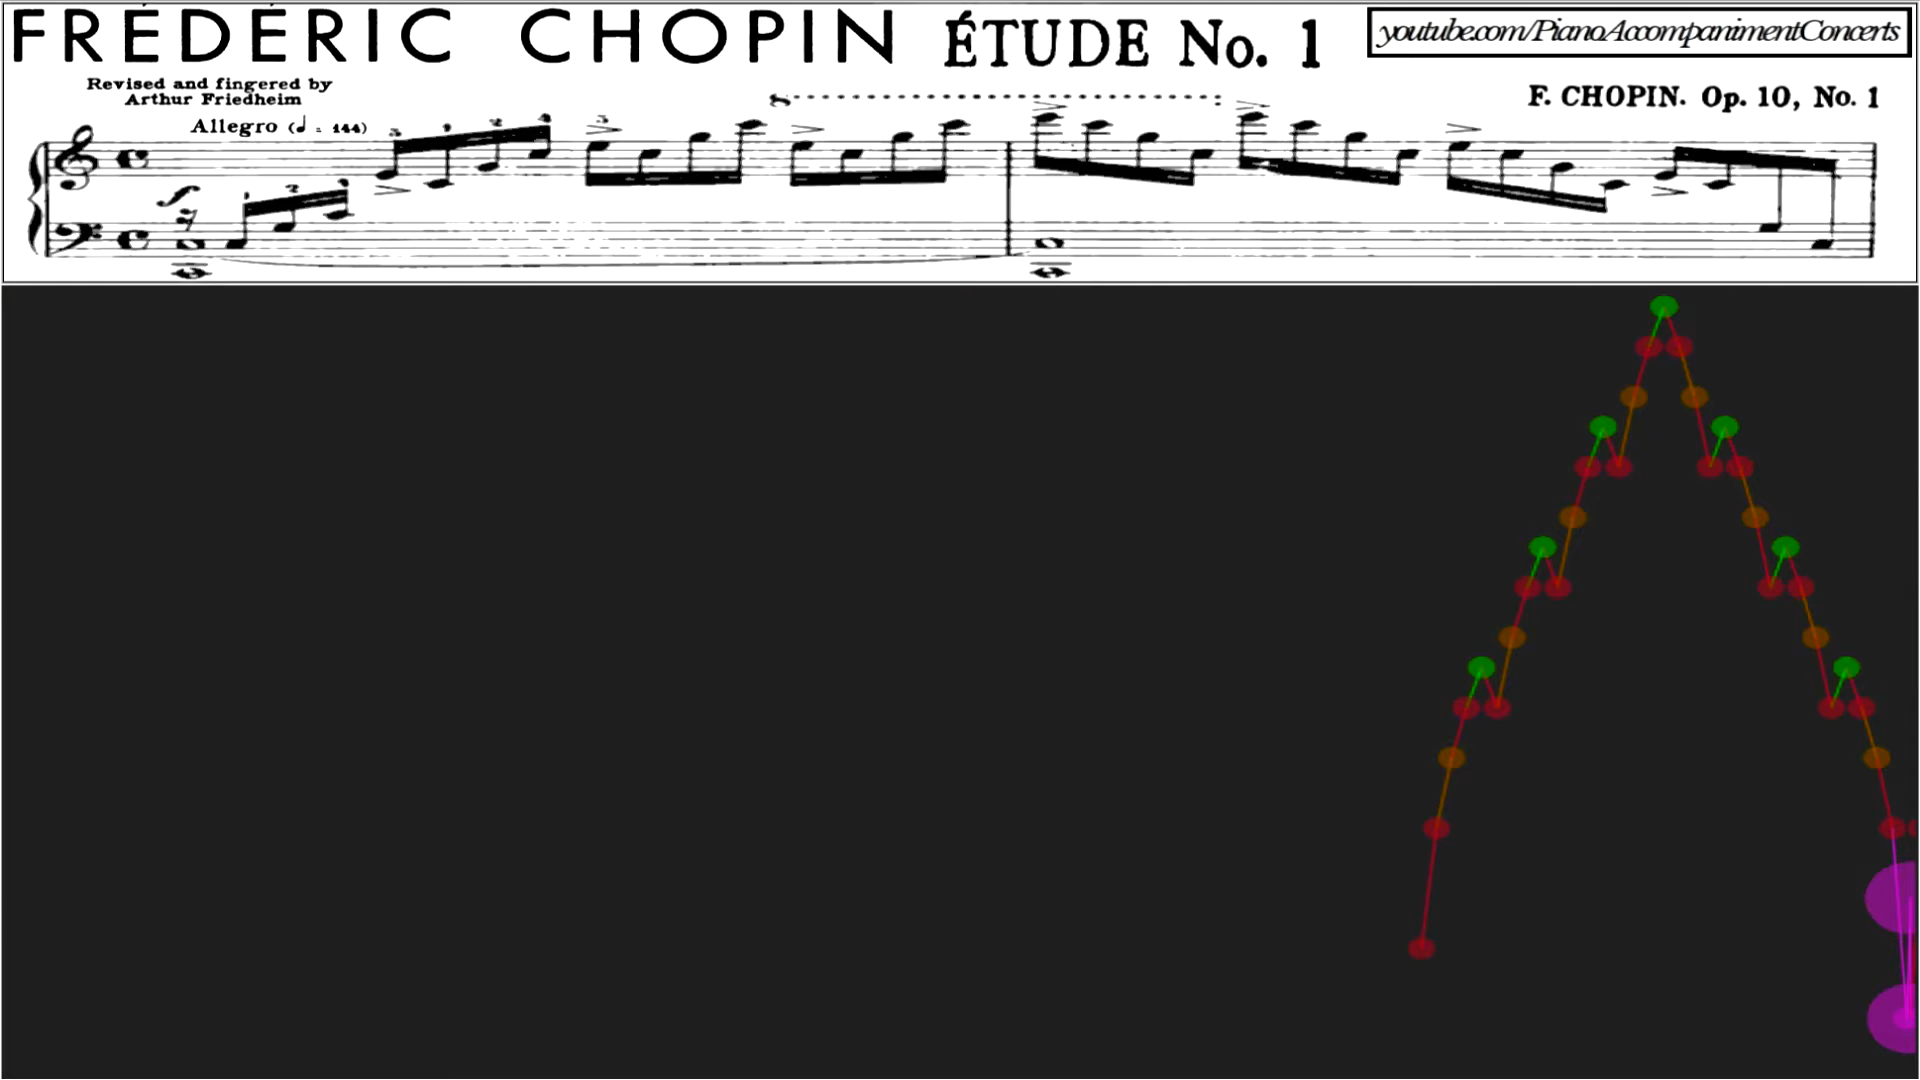 FRÉDÉRIC CHOPIN ÉTUDE No. 1
youtube.com/PianoAccompanimentConcerts
Revised and fingered by
Arthur Friedheim
F. CHOPIN. Op. 10, No. 1
Allegro (♩ = 144)